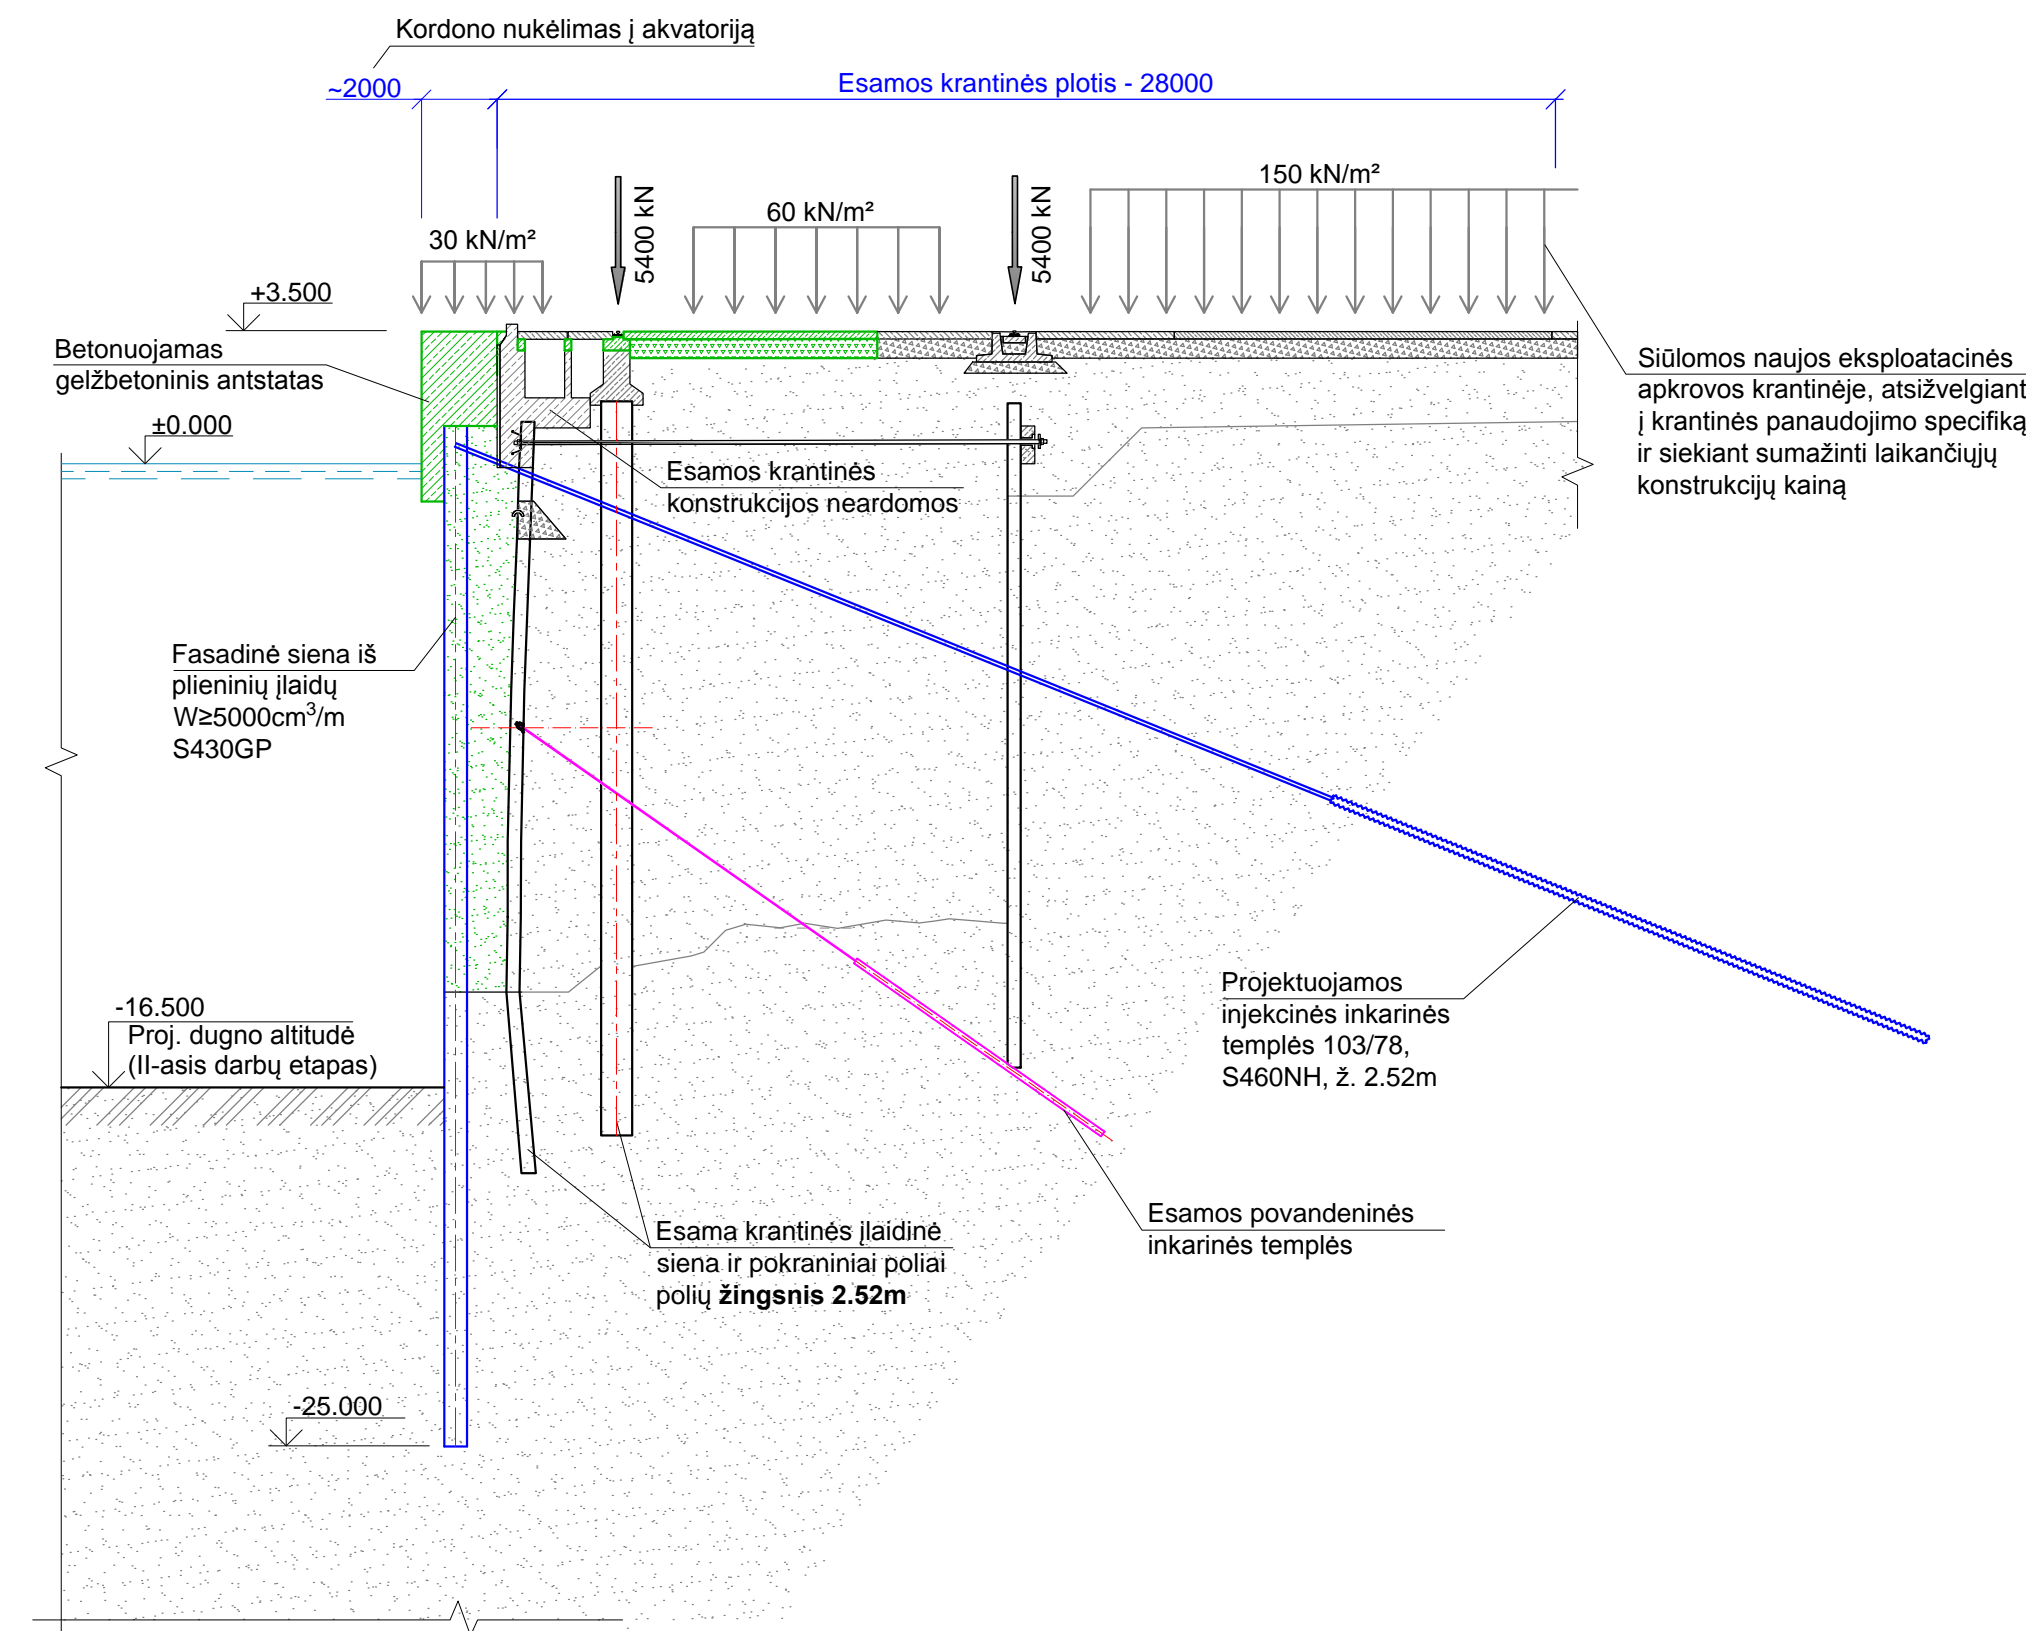 Kordono nukėlimas į akvatoriją
~2000
Esamos krantinės plotis - 28000
30 kN/m²
5400 kN
60 kN/m²
5400 kN
150 kN/m²
+3.500
Betonuojamas
gelžbetoninis antstatas
±0.000
Siūlomos naujos eksploatacinės
apkrovos krantinėje, atsižvelgiant
į krantinės panaudojimo specifiką
ir siekiant sumažinti laikančiųjų
konstrukcijų kainą
Esamos krantinės
konstrukcijos neardomos
Fasadinė siena iš
plieninių įlaidų
W≥5000cm³/m
S430GP
-16.500
Proj. dugno altitudė
(II-asis darbų etapas)
Projektuojamos
injekcinės inkarinės
templės 103/78,
S460NH, ž. 2.52m
Esamos povandeninės
inkarinės templės
Esama krantinės įlaidinė
siena ir pokraniniai poliai
polių žingsnis 2.52m
-25.000